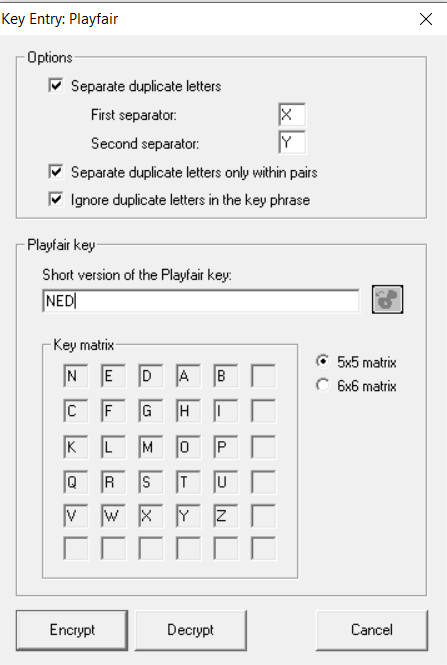 Key Entry: Playfair
Options
Separate duplicate letters
First separator: X
Second separator: Y
Separate duplicate letters only within pairs
Ignore duplicate letters in the key phrase
Playfair key
Short version of the Playfair key:
NED
Key matrix
N E D A B
C F G H I
K L M O P
Q R S T U
V W X Y Z
5x5 matrix
6x6 matrix
Encrypt Decrypt Cancel